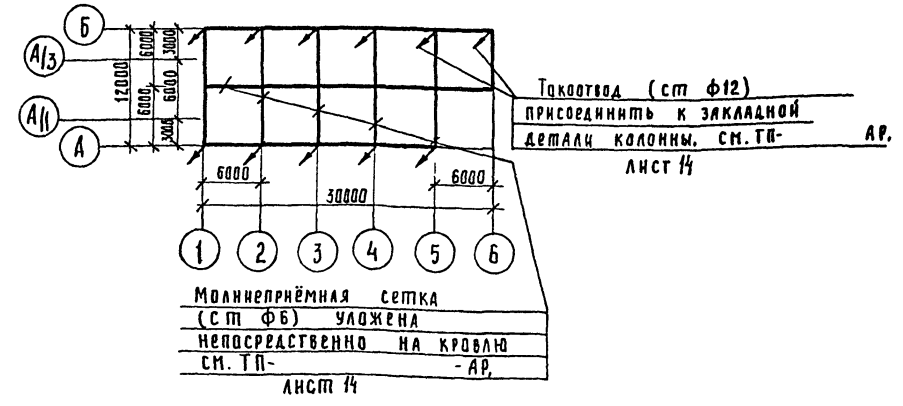 Б
А/3
А/1
А
12000
6000
6000
3000
6000
3000
6000
6000
30000
1 2 3 4 5 6
Токоотвод (ст ф12)
присоединить к закладной
детали колонны. см. ТП- АР,
лист 14
Молниеприёмная сетка
(ст ф6) уложена
непосредственно на кровлю
см. ТП- -АР,
лист 14